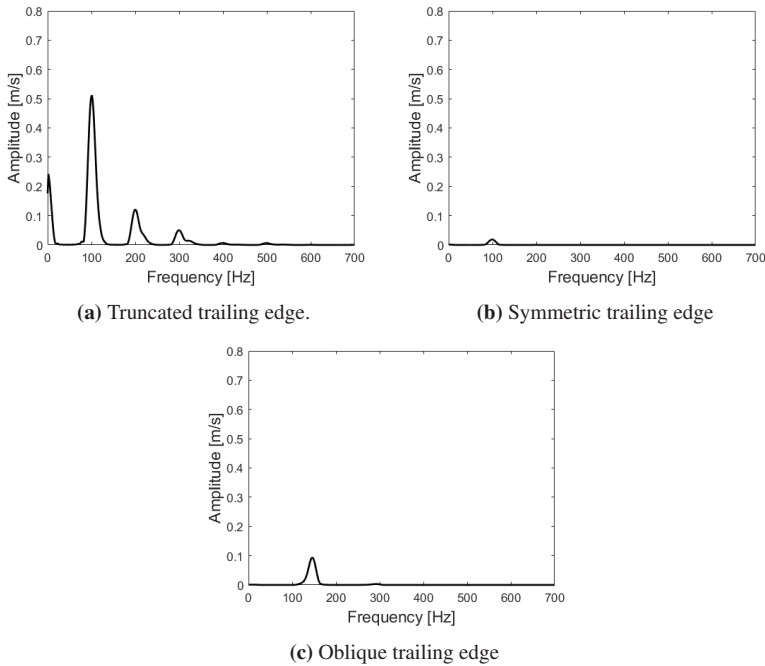 0.8
0.7
0.6
0.5
0.4
0.3
0.2
0.1
0
Amplitude [m/s]
0 100 200 300 400 500 600 700
Frequency [Hz]
(a) Truncated trailing edge.
0.8
0.7
0.6
0.5
0.4
0.3
0.2
0.1
0
Amplitude [m/s]
0 100 200 300 400 500 600 700
Frequency [Hz]
(b) Symmetric trailing edge
0.8
0.7
0.6
0.5
0.4
0.3
0.2
0.1
0
Amplitude [m/s]
0 100 200 300 400 500 600 700
Frequency [Hz]
(c) Oblique trailing edge